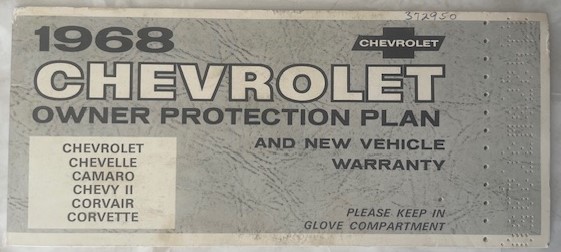 372950
1968
CHEVROLET
CHEVROLET
OWNER PROTECTION PLAN
AND NEW VEHICLE
WARRANTY
CHEVROLET
CHEVELLE
CAMARO
CHEVY II
CORVAIR
CORVETTE
PLEASE KEEP IN
GLOVE COMPARTMENT